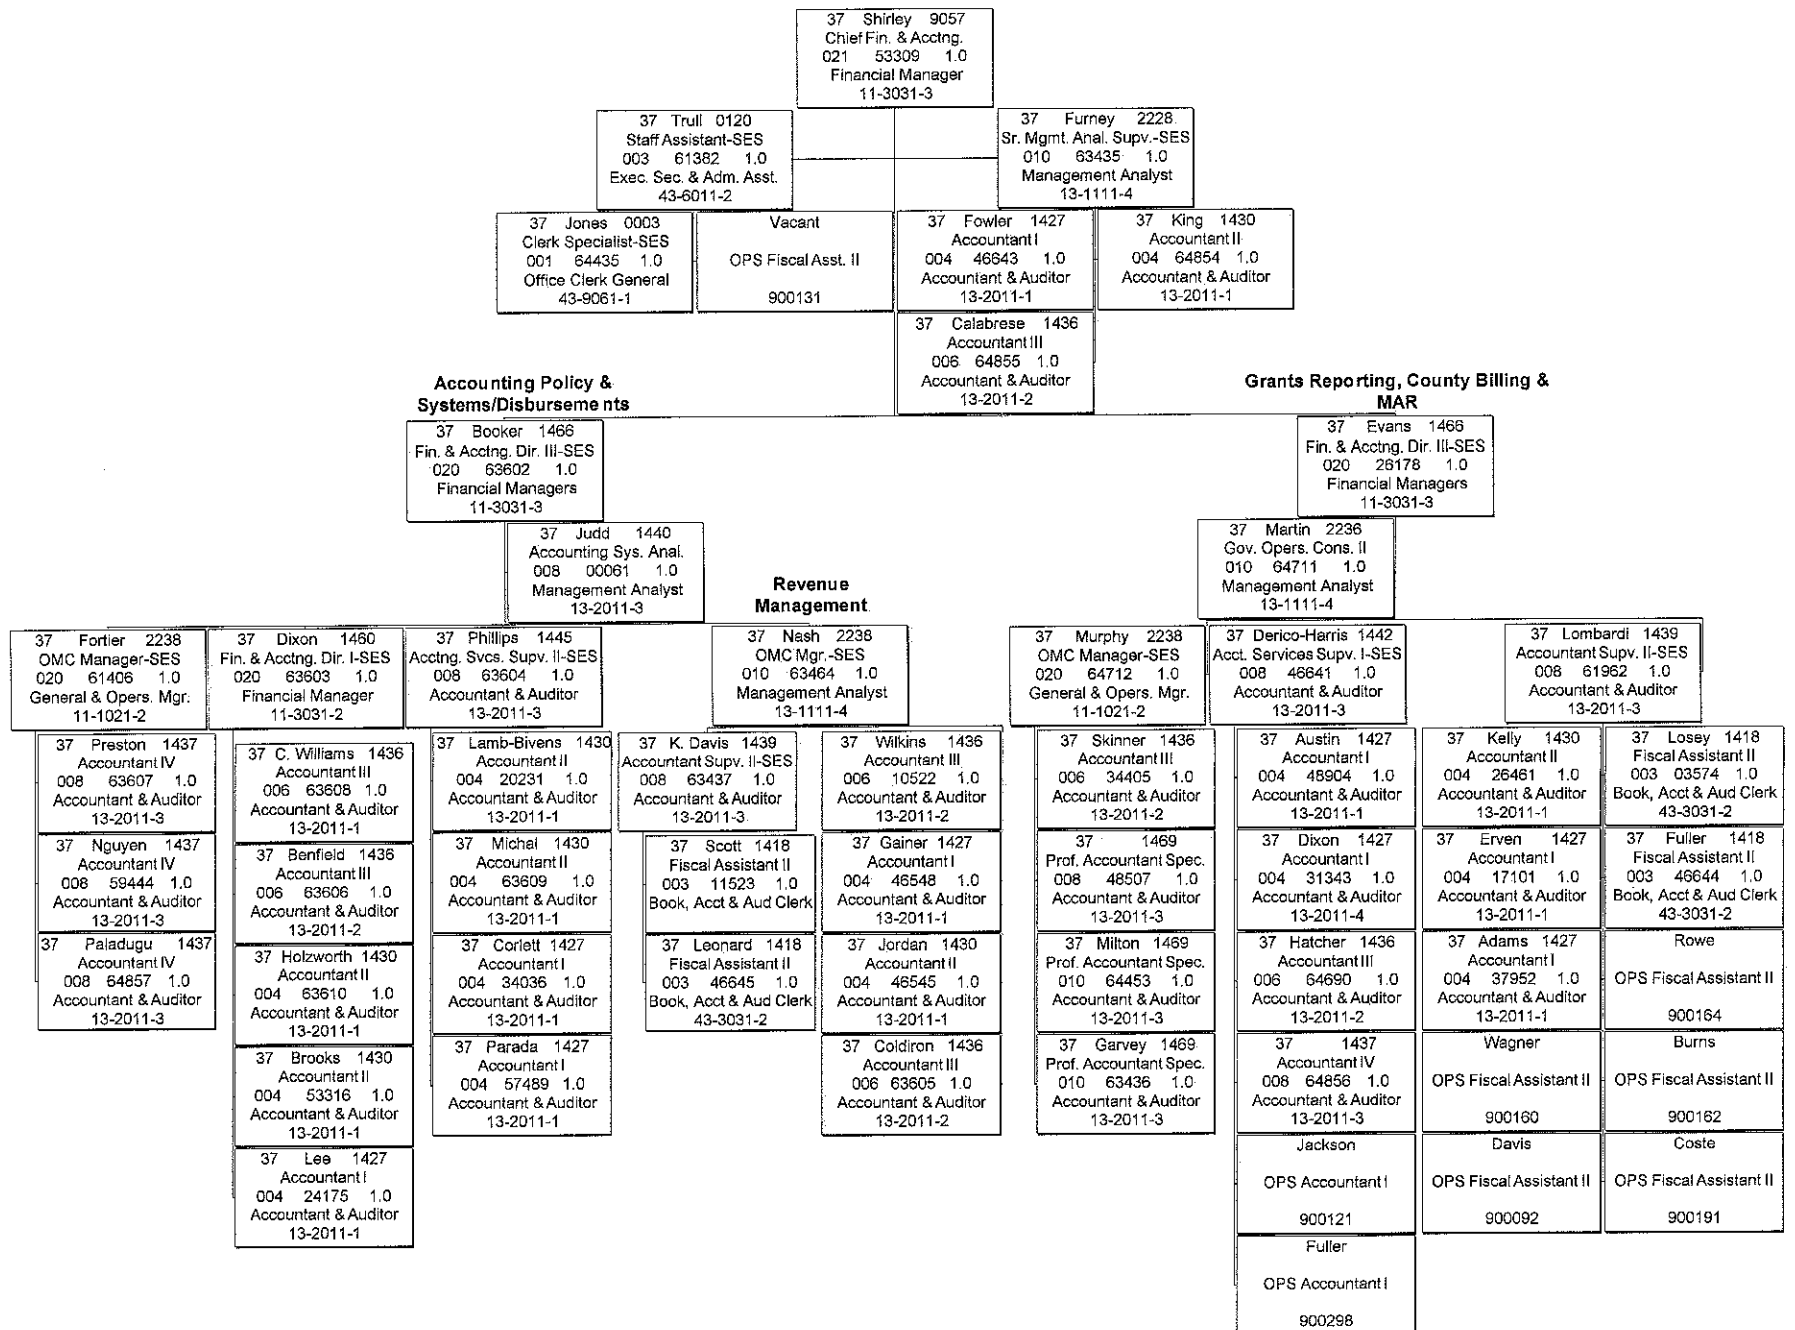 37 Shirley 9057
Chief Fin. & Acctng.
021 53309 1.0
Financial Manager
11-3031-3
37 Trull 0120
Staff Assistant-SES
003 61382 1.0
Exec. Sec. & Adm. Asst.
43-6011-2
37 Furney 2228
Sr. Mgmt. Anal. Supv.-SES
010 63435 1.0
Management Analyst
13-1111-4
37 Jones 0003
Clerk Specialist-SES
001 64435 1.0
Office Clerk General
43-9061-1
Vacant
OPS Fiscal Asst. II
900131
37 Fowler 1427
Accountant I
004 46643 1.0
Accountant & Auditor
13-2011-1
37 King 1430
Accountant II
004 64854 1.0
Accountant & Auditor
13-2011-1
37 Calabrese 1436
Accountant III
006 64855 1.0
Accountant & Auditor
13-2011-2
Accounting Policy &
Systems/Disbursements
Grants Reporting, County Billing &
MAR
37 Booker 1466
Fin. & Acctng. Dir. III-SES
020 63602 1.0
Financial Managers
11-3031-3
37 Evans 1466
Fin. & Acctng. Dir. III-SES
020 26178 1.0
Financial Managers
11-3031-3
37 Judd 1440
Accounting Sys. Anal.
008 00061 1.0
Management Analyst
13-2011-3
37 Martin 2236
Gov. Opers. Cons. II
010 64711 1.0
Management Analyst
13-1111-4
Revenue
Management
37 Fortier 2238
OMC Manager-SES
020 61406 1.0
General & Opers. Mgr.
11-1021-2
37 Dixon 1460
Fin. & Acctng. Dir. I-SES
020 63603 1.0
Financial Manager
11-3031-2
37 Phillips 1445
Acctng. Svcs. Supv. II-SES
008 63604 1.0
Accountant & Auditor
13-2011-3
37 Nash 2238
OMC Mgr.-SES
010 63464 1.0
Management Analyst
13-1111-4
37 Murphy 2238
OMC Manager-SES
020 64712 1.0
General & Opers. Mgr.
11-1021-2
37 Derico-Harris 1442
Acct. Services Supv. I-SES
008 46641 1.0
Accountant & Auditor
13-2011-3
37 Lombardi 1439
Accountant Supv. II-SES
008 61962 1.0
Accountant & Auditor
13-2011-3
37 Preston 1437
Accountant IV
008 63607 1.0
Accountant & Auditor
13-2011-3
37 Nguyen 1437
Accountant IV
008 59444 1.0
Accountant & Auditor
13-2011-3
37 Paladugu 1437
Accountant IV
008 64857 1.0
Accountant & Auditor
13-2011-3
37 C. Williams 1436
Accountant III
006 63608 1.0
Accountant & Auditor
13-2011-1
37 Benfield 1436
Accountant III
006 63606 1.0
Accountant & Auditor
13-2011-2
37 Holzworth 1430
Accountant II
004 63610 1.0
Accountant & Auditor
13-2011-1
37 Brooks 1430
Accountant II
004 53316 1.0
Accountant & Auditor
13-2011-1
37 Lee 1427
Accountant I
004 24175 1.0
Accountant & Auditor
13-2011-1
37 Lamb-Bivens 1430
Accountant II
004 20231 1.0
Accountant & Auditor
13-2011-1
37 Michal 1430
Accountant II
004 63609 1.0
Accountant & Auditor
13-2011-1
37 Corlett 1427
Accountant I
004 34036 1.0
Accountant & Auditor
13-2011-1
37 Parada 1427
Accountant I
004 57489 1.0
Accountant & Auditor
13-2011-1
37 K. Davis 1439
Accountant Supv. II-SES
008 63437 1.0
Accountant & Auditor
13-2011-3
37 Scott 1418
Fiscal Assistant II
003 11523 1.0
Book, Acct & Aud Clerk
37 Leonard 1418
Fiscal Assistant II
003 46645 1.0
Book, Acct & Aud Clerk
43-3031-2
37 Wilkins 1436
Accountant III
006 10522 1.0
Accountant & Auditor
13-2011-2
37 Gainer 1427
Accountant I
004 46548 1.0
Accountant & Auditor
13-2011-1
37 Jordan 1430
Accountant II
004 46545 1.0
Accountant & Auditor
13-2011-1
37 Coldiron 1436
Accountant III
006 63605 1.0
Accountant & Auditor
13-2011-2
37 Skinner 1436
Accountant III
006 34405 1.0
Accountant & Auditor
13-2011-2
37 1469
Prof. Accountant Spec.
008 48507 1.0
Accountant & Auditor
13-2011-3
37 Milton 1469
Prof. Accountant Spec.
010 64453 1.0
Accountant & Auditor
13-2011-3
37 Garvey 1469
Prof. Accountant Spec.
010 63436 1.0
Accountant & Auditor
13-2011-3
37 Austin 1427
Accountant I
004 48904 1.0
Accountant & Auditor
13-2011-1
37 Dixon 1427
Accountant I
004 31343 1.0
Accountant & Auditor
13-2011-4
37 Hatcher 1436
Accountant III
006 64690 1.0
Accountant & Auditor
13-2011-2
37 1437
Accountant IV
008 64856 1.0
Accountant & Auditor
13-2011-3
Jackson
OPS Accountant I
900121
Fuller
OPS Accountant I
900298
37 Kelly 1430
Accountant II
004 26461 1.0
Accountant & Auditor
13-2011-1
37 Erven 1427
Accountant I
004 17101 1.0
Accountant & Auditor
13-2011-1
37 Adams 1427
Accountant I
004 37952 1.0
Accountant & Auditor
13-2011-1
Wagner
OPS Fiscal Assistant II
900160
Davis
OPS Fiscal Assistant II
900092
37 Losey 1418
Fiscal Assistant II
003 03574 1.0
Book, Acct & Aud Clerk
43-3031-2
37 Fuller 1418
Fiscal Assistant II
003 46644 1.0
Book, Acct & Aud Clerk
43-3031-2
Rowe
OPS Fiscal Assistant II
900164
Burns
OPS Fiscal Assistant II
900162
Coste
OPS Fiscal Assistant II
900191